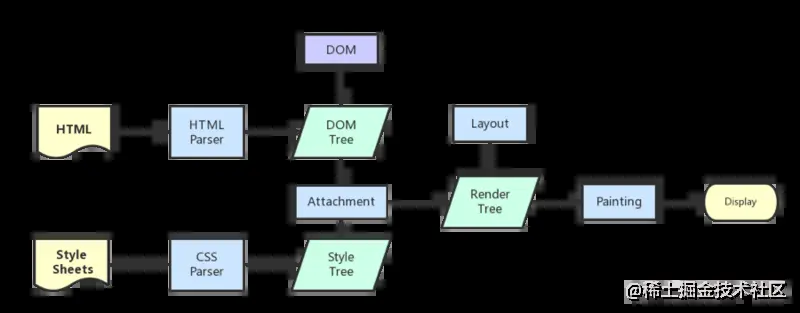 DOM
HTML
HTML
Parser
DOM
Tree
Layout
Attachment
Render
Tree
Painting
Display
Style
Sheets
CSS
Parser
Style
Tree
@稀土掘金技术社区